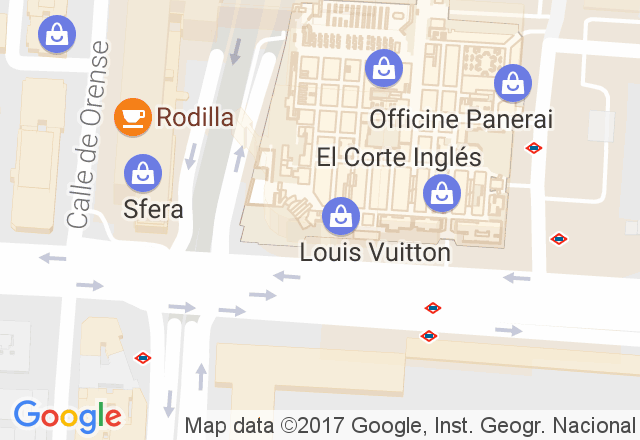 Calle de Orense
Rodilla
Officine Panerai
El Corte Inglés
Sfera
Louis Vuitton
Google
Map data ©2017 Google, Inst. Geogr. Nacional